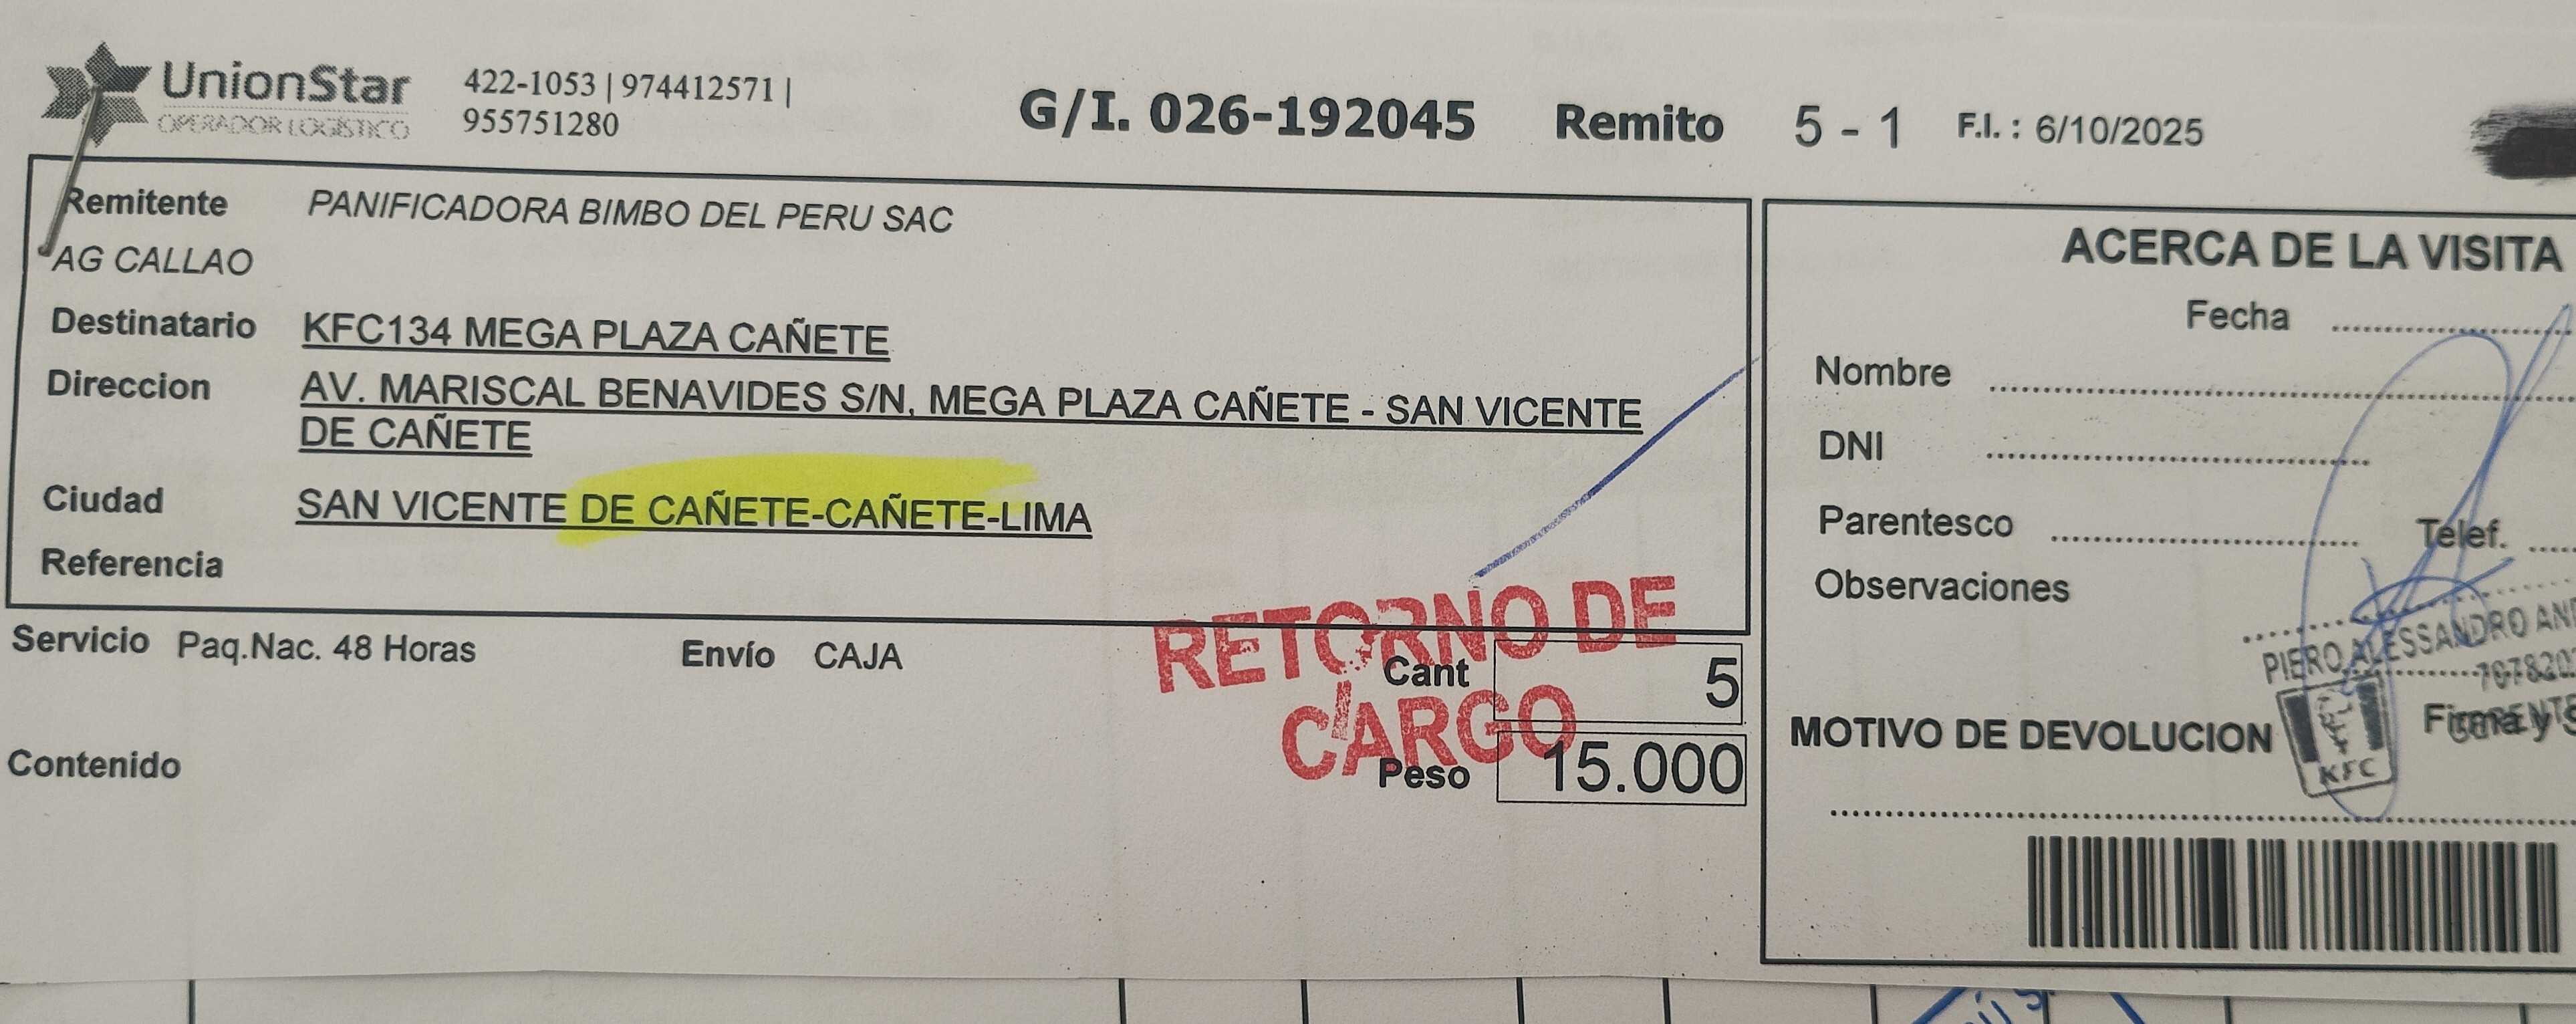 UnionStar
OPERADOR LOGISTICO
422-1053 | 974412571 |
955751280
G/I. 026-192045 Remito 5 - 1 F.I. : 6/10/2025
Remitente PANIFICADORA BIMBO DEL PERU SAC
AG CALLAO
Destinatario KFC134 MEGA PLAZA CAÑETE
Direccion AV. MARISCAL BENAVIDES S/N, MEGA PLAZA CAÑETE - SAN VICENTE
DE CAÑETE
Ciudad SAN VICENTE DE CAÑETE-CAÑETE-LIMA
Referencia
Servicio Paq.Nac. 48 Horas Envío CAJA
RETORNO DE
CARGO
Cant 5
Peso 15.000
Contenido
ACERCA DE LA VISITA
Fecha
Nombre
DNI
Parentesco Telef.
Observaciones
PIERO ALESSANDRO
MOTIVO DE DEVOLUCION
Firma y
KFC